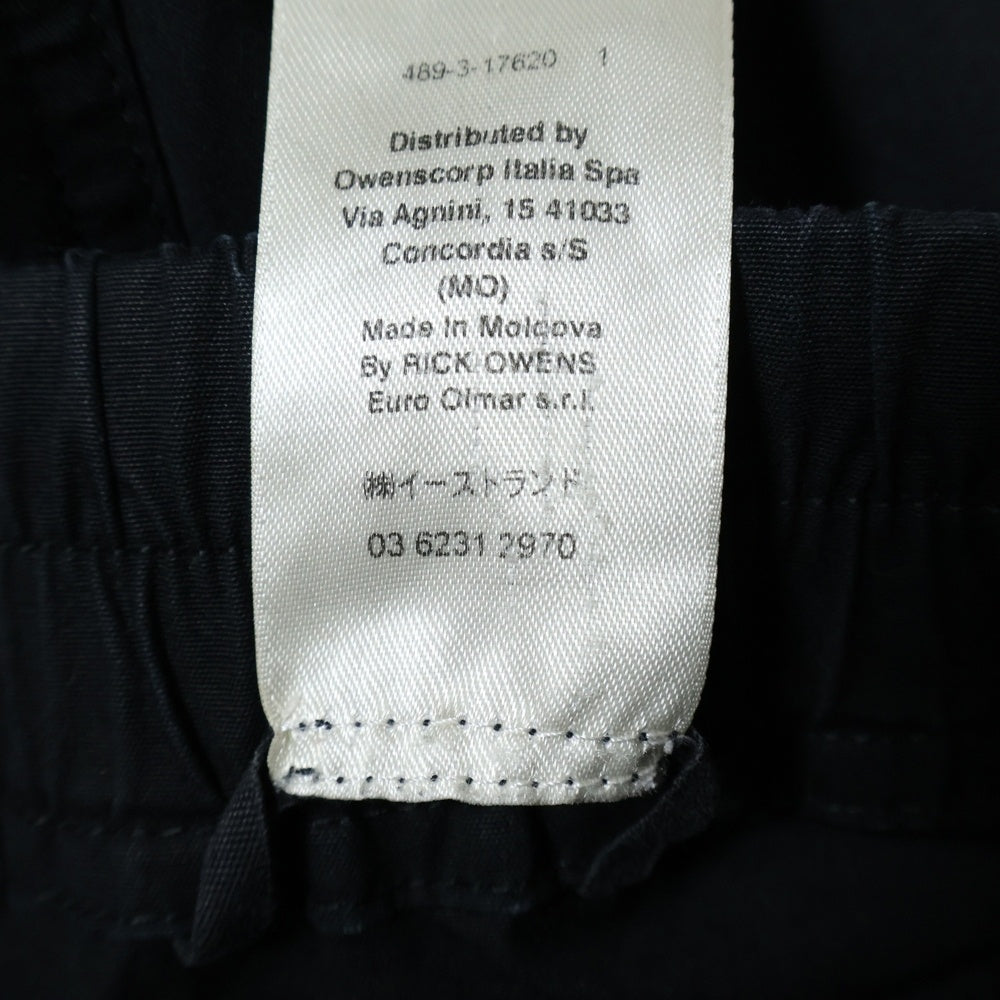 489-3-17620 1
Distributed by
Owenscorp Italia Spa
Via Agnini, 15 41033
Concordia s/S
(MO)
Made in Moldova
By RICK OWENS
Euro Olmar s.r.l.
㈱イーストランド
03 6231 2970